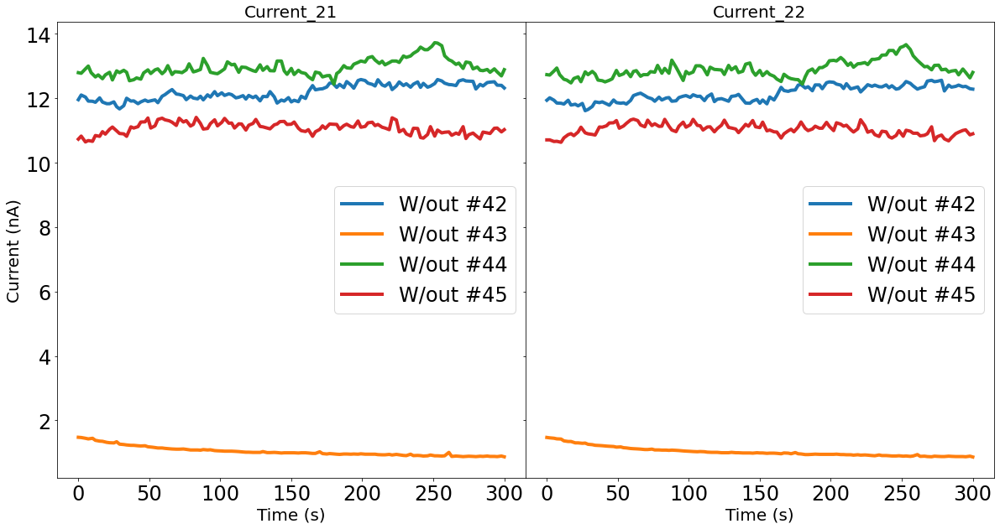 Current_21
Current_22
14
12
10
8
6
4
2
Current (nA)
W/out #42
W/out #43
W/out #44
W/out #45
W/out #42
W/out #43
W/out #44
W/out #45
0 50 100 150 200 250 300
0 50 100 150 200 250 300
Time (s)
Time (s)